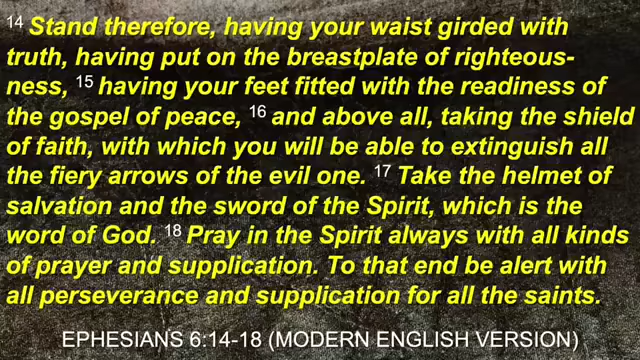 14 Stand therefore, having your waist girded with
truth, having put on the breastplate of righteous-
ness, 15 having your feet fitted with the readiness of
the gospel of peace, 16 and above all, taking the shield
of faith, with which you will be able to extinguish all
the fiery arrows of the evil one. 17 Take the helmet of
salvation and the sword of the Spirit, which is the
word of God. 18 Pray in the Spirit always with all kinds
of prayer and supplication. To that end be alert with
all perseverance and supplication for all the saints.
EPHESIANS 6:14-18 (MODERN ENGLISH VERSION)